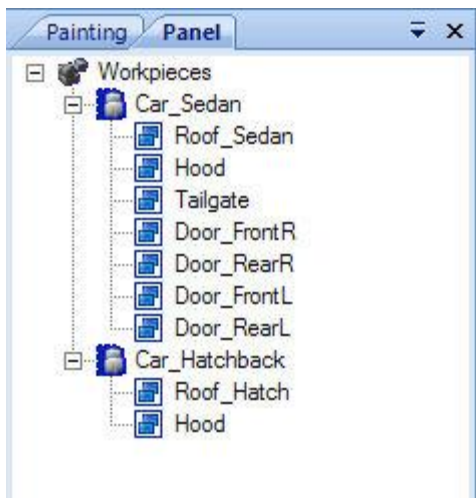 Painting Panel
Workpieces
Car_Sedan
Roof_Sedan
Hood
Tailgate
Door_FrontR
Door_RearR
Door_FrontL
Door_RearL
Car_Hatchback
Roof_Hatch
Hood